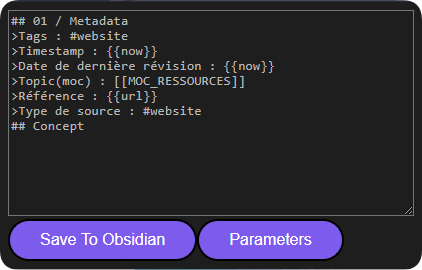 ## 01 / Metadata
>Tags : #website
>Timestamp : {{now}}
>Date de dernière révision : {{now}}
>Topic(moc) : [[MOC_RESSOURCES]]
>Référence : {{url}}
>Type de source : #website
## Concept
Save To Obsidian
Parameters